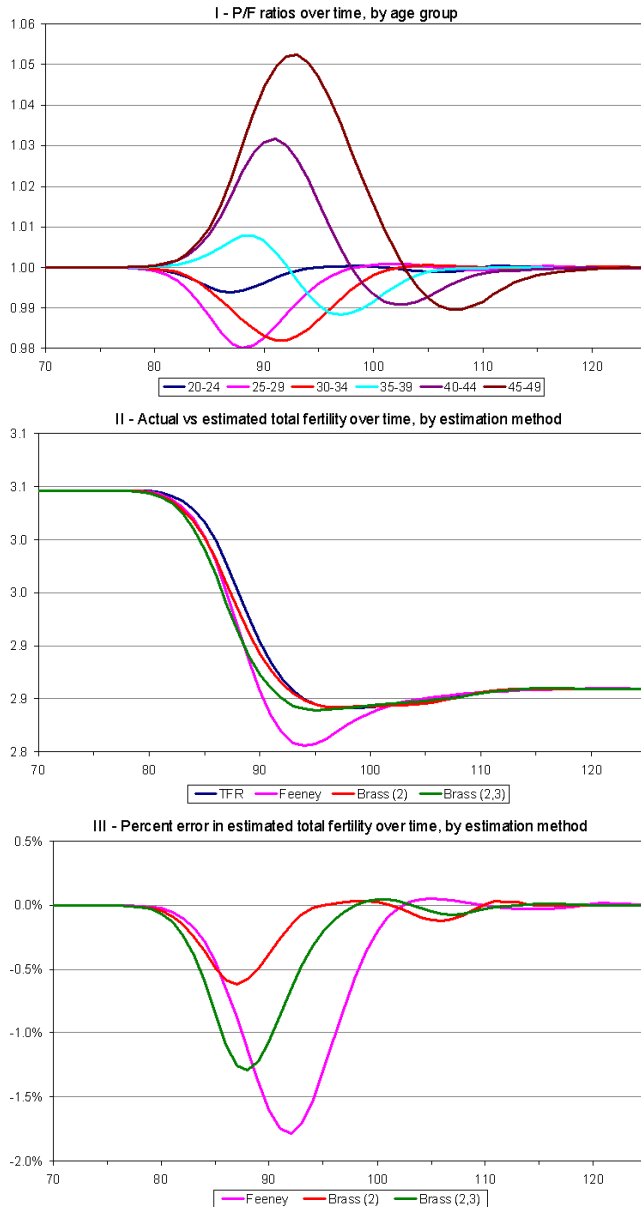 I - P/F ratios over time, by age group
1.06
1.05
1.04
1.03
1.02
1.01
1.00
0.99
0.98
70 80 90 100 110 120
20-24 25-29 30-34 35-39 40-44 45-49
II - Actual vs estimated total fertility over time, by estimation method
3.1
3.1
3.0
3.0
2.9
2.9
2.8
70 80 90 100 110 120
TFR Feeney Brass (2) Brass (2,3)
III - Percent error in estimated total fertility over time, by estimation method
0.5%
0.0%
-0.5%
-1.0%
-1.5%
-2.0%
70 80 90 100 110 120
Feeney Brass (2) Brass (2,3)